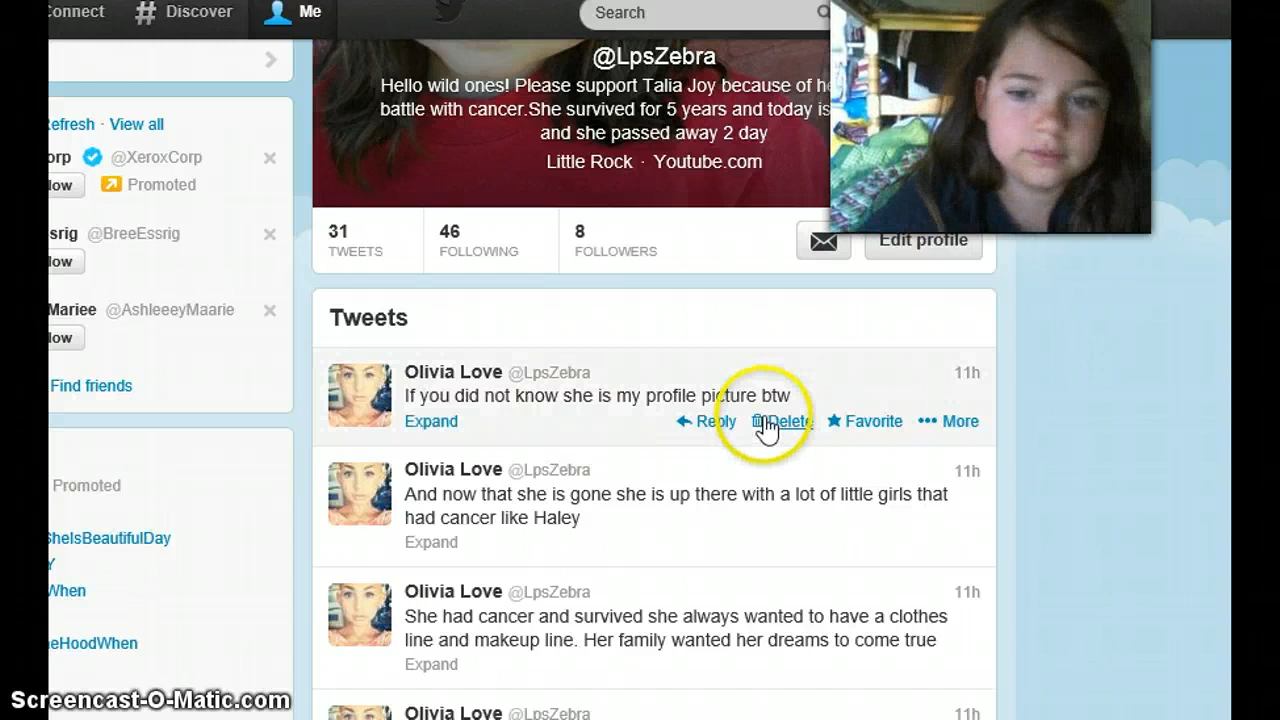 Connect
# Discover
Me
Search
@LpsZebra
Hello wild ones! Please support Talia Joy because of he
battle with cancer.She survived for 5 years and today is
and she passed away 2 day
Little Rock · Youtube.com
Refresh · View all
orp @XeroxCorp
low Promoted
ssrig @BreeEssrig
low
Mariee @AshleeeyMaarie
low
Find friends
Promoted
SheIsBeautifulDay
Y
When
neHoodWhen
31 46 8
TWEETS FOLLOWING FOLLOWERS
Edit profile
Tweets
Olivia Love @LpsZebra 11h
If you did not know she is my profile picture btw
Expand Reply Delete Favorite More
Olivia Love @LpsZebra 11h
And now that she is gone she is up there with a lot of little girls that
had cancer like Haley
Expand
Olivia Love @LpsZebra 11h
She had cancer and survived she always wanted to have a clothes
line and makeup line. Her family wanted her dreams to come true
Expand
Olivia Love @LpsZebra 11h
Screencast-O-Matic.com